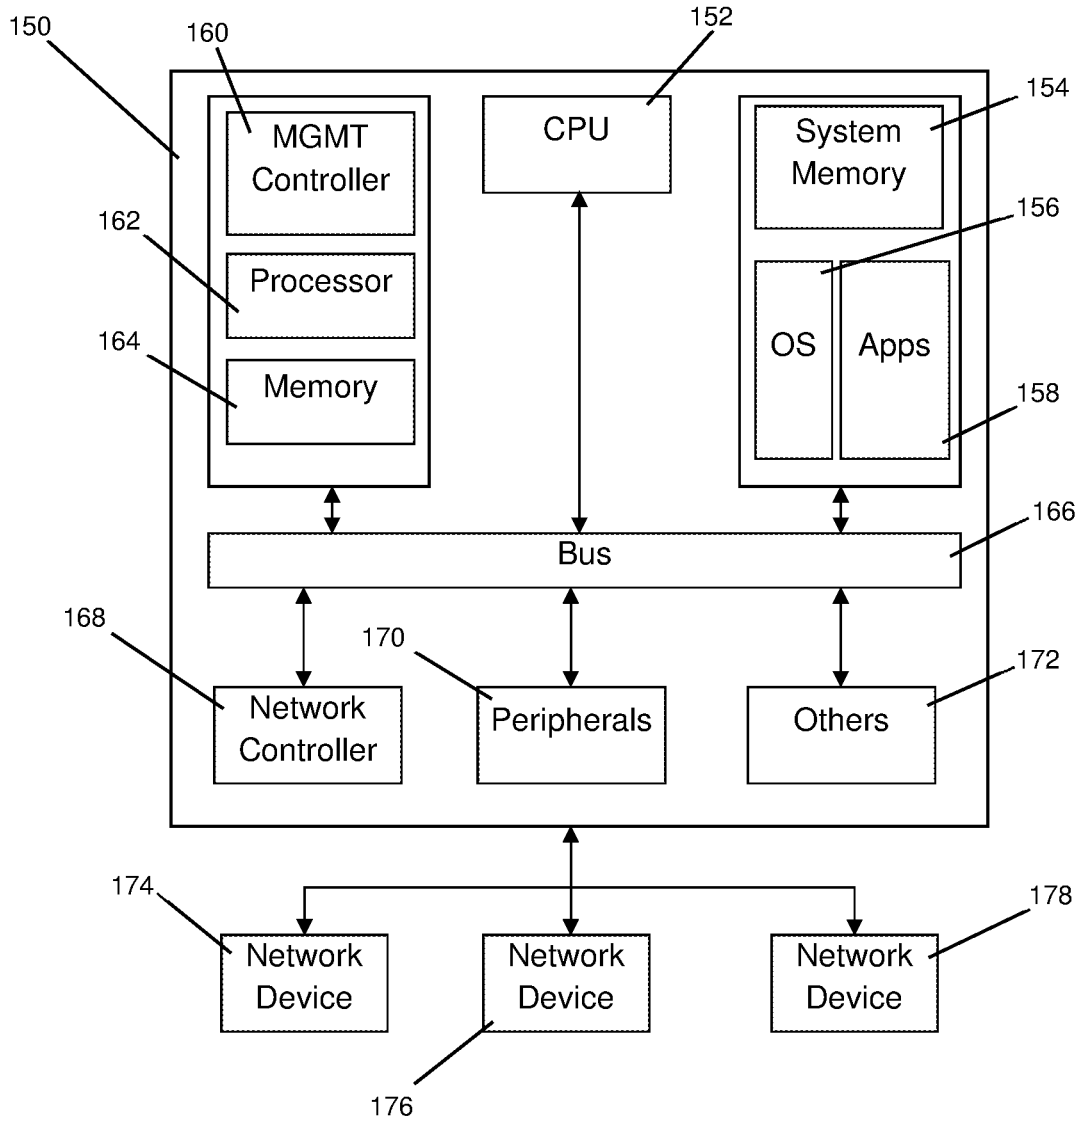 150
160
152
154
MGMT
Controller
CPU
System
Memory
162
156
Processor
164
OS
Apps
Memory
158
166
Bus
168
170
172
Network
Controller
Peripherals
Others
174
178
Network
Device
Network
Device
Network
Device
176